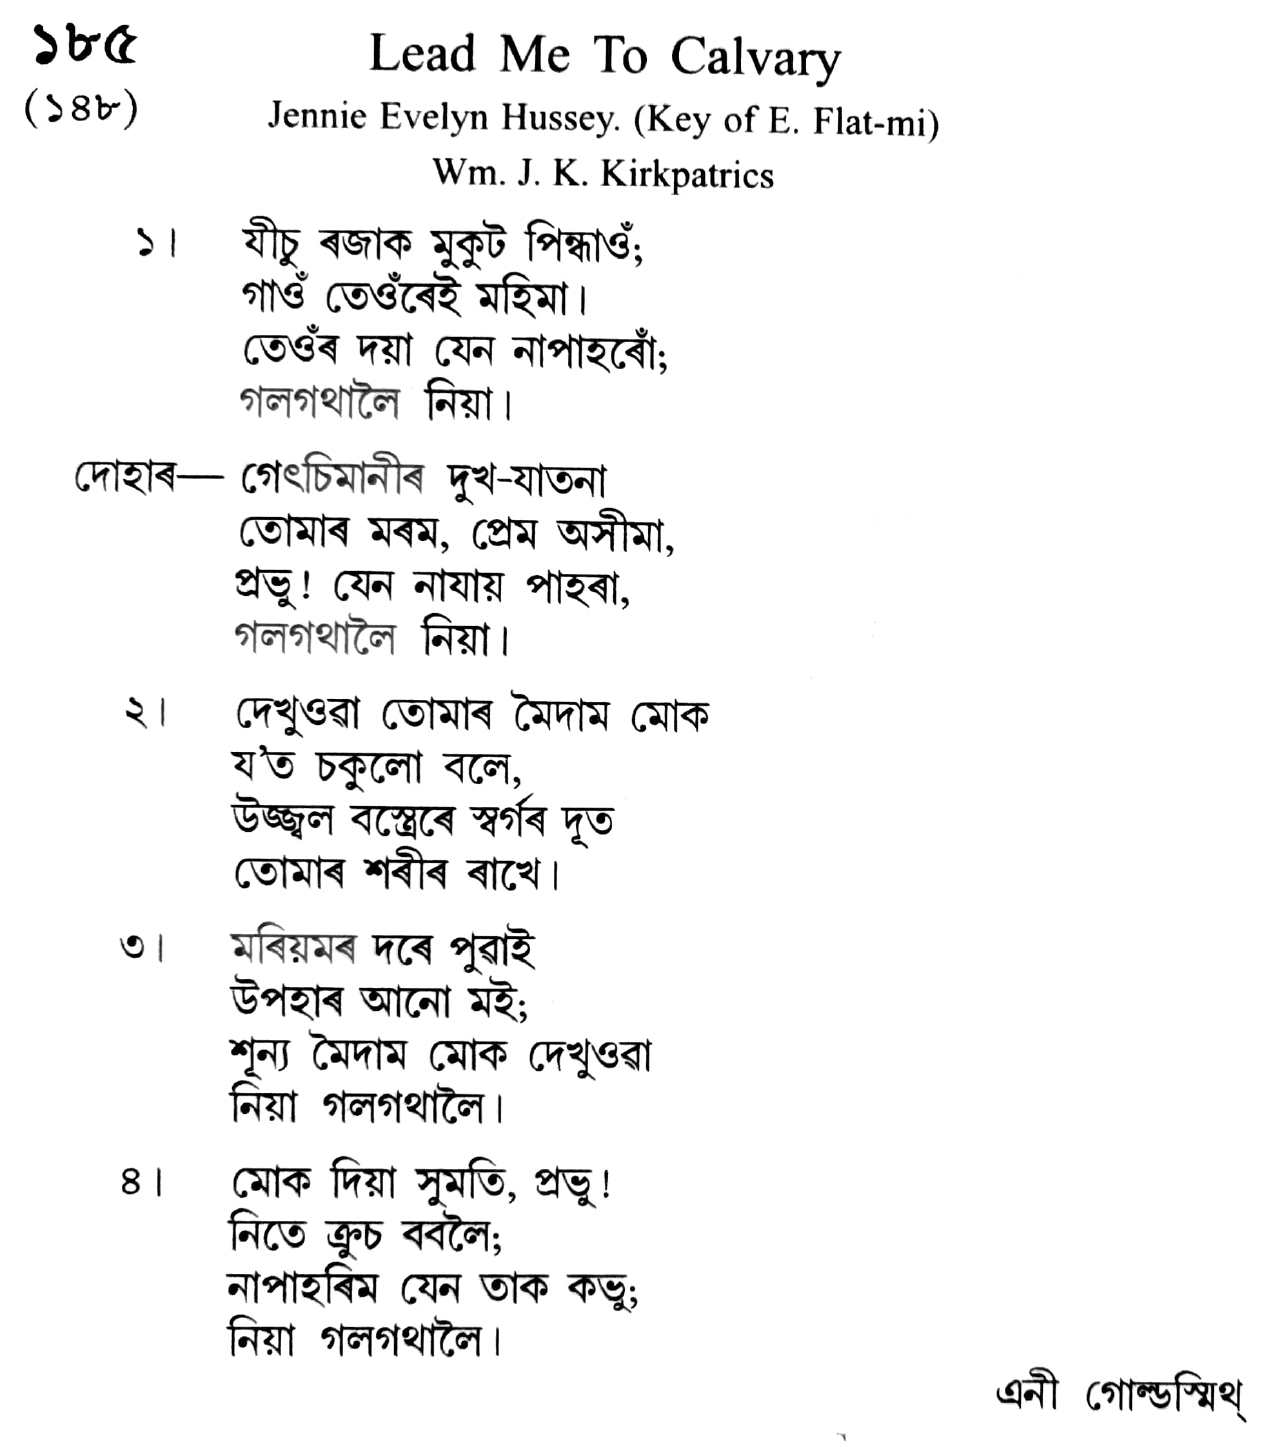 ১৮৫
Lead Me To Calvary
(১৪৮)
Jennie Evelyn Hussey. (Key of E. Flat-mi)
Wm. J. K. Kirkpatrics
১। যীচু ৰজাক মুকুট পিন্ধাওঁ;
গাওঁ তেওঁৰেই মহিমা।
তেওঁৰ দয়া যেন নাপাহৰোঁ;
গলগথালৈ নিয়া।
দোহাৰ— গেৎচিমানীৰ দুখ-যাতনা
তোমাৰ মৰম, প্ৰেম অসীমা,
প্ৰভু! যেন নাযায় পাহৰা,
গলগথালৈ নিয়া।
২। দেখুওৱা তোমাৰ মৈদাম মোক
য'ত চকুলো বলে,
উজ্জ্বল বস্ত্ৰেৰে স্বৰ্গৰ দূত
তোমাৰ শৰীৰ ৰাখে।
৩। মৰিয়মৰ দৰে পুৱাই
উপহাৰ আনো মই;
শূন্য মৈদাম মোক দেখুওৱা
নিয়া গলগথালৈ।
৪। মোক দিয়া সুমতি, প্ৰভু!
নিতে ক্ৰুচ ববলৈ;
নাপাহৰিম যেন তাক কভু;
নিয়া গলগথালৈ।
এনী গোল্ডস্মিথ্